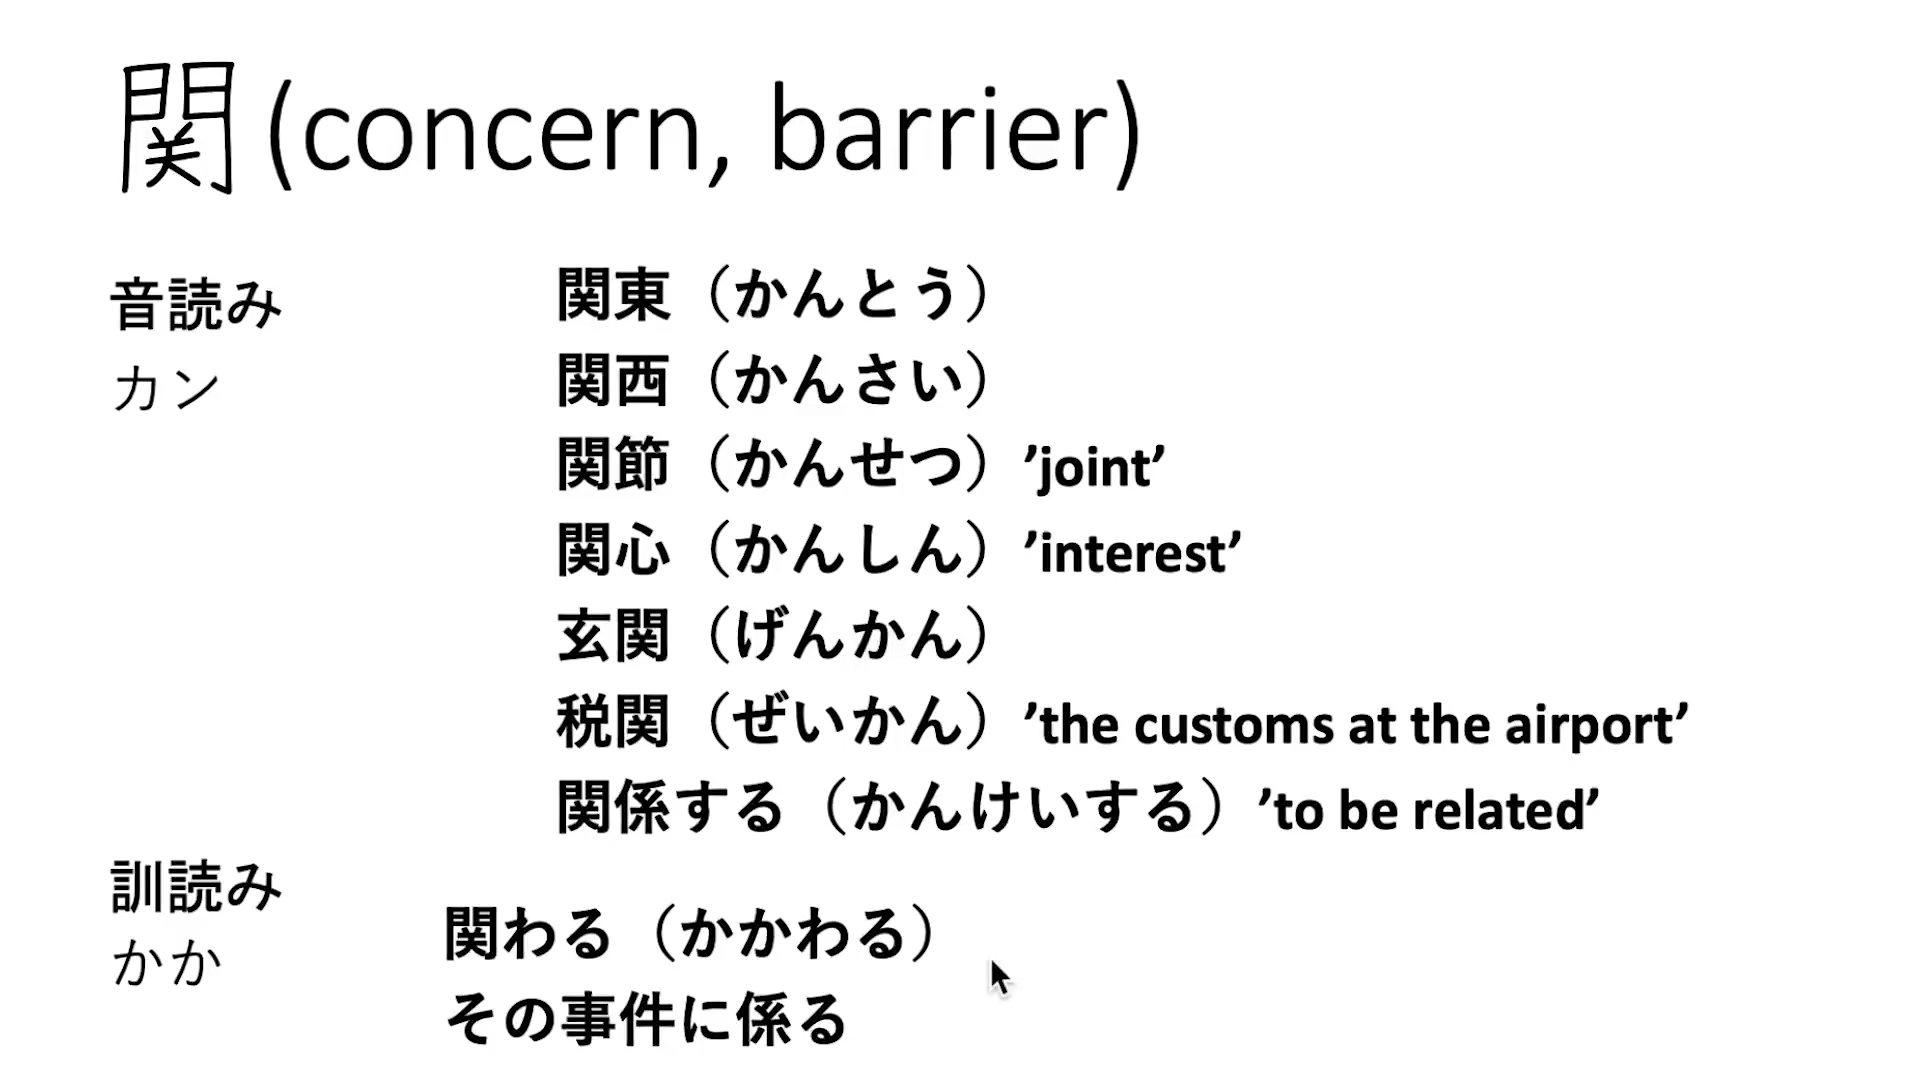 関 (concern, barrier)
音読み
カン
関東（かんとう）
関西（かんさい）
関節（かんせつ）’joint’
関心（かんしん）’interest’
玄関（げんかん）
税関（ぜいかん）’the customs at the airport’
関係する（かんけいする）’to be related’
訓読み
かか
関わる（かかわる）
その事件に係る